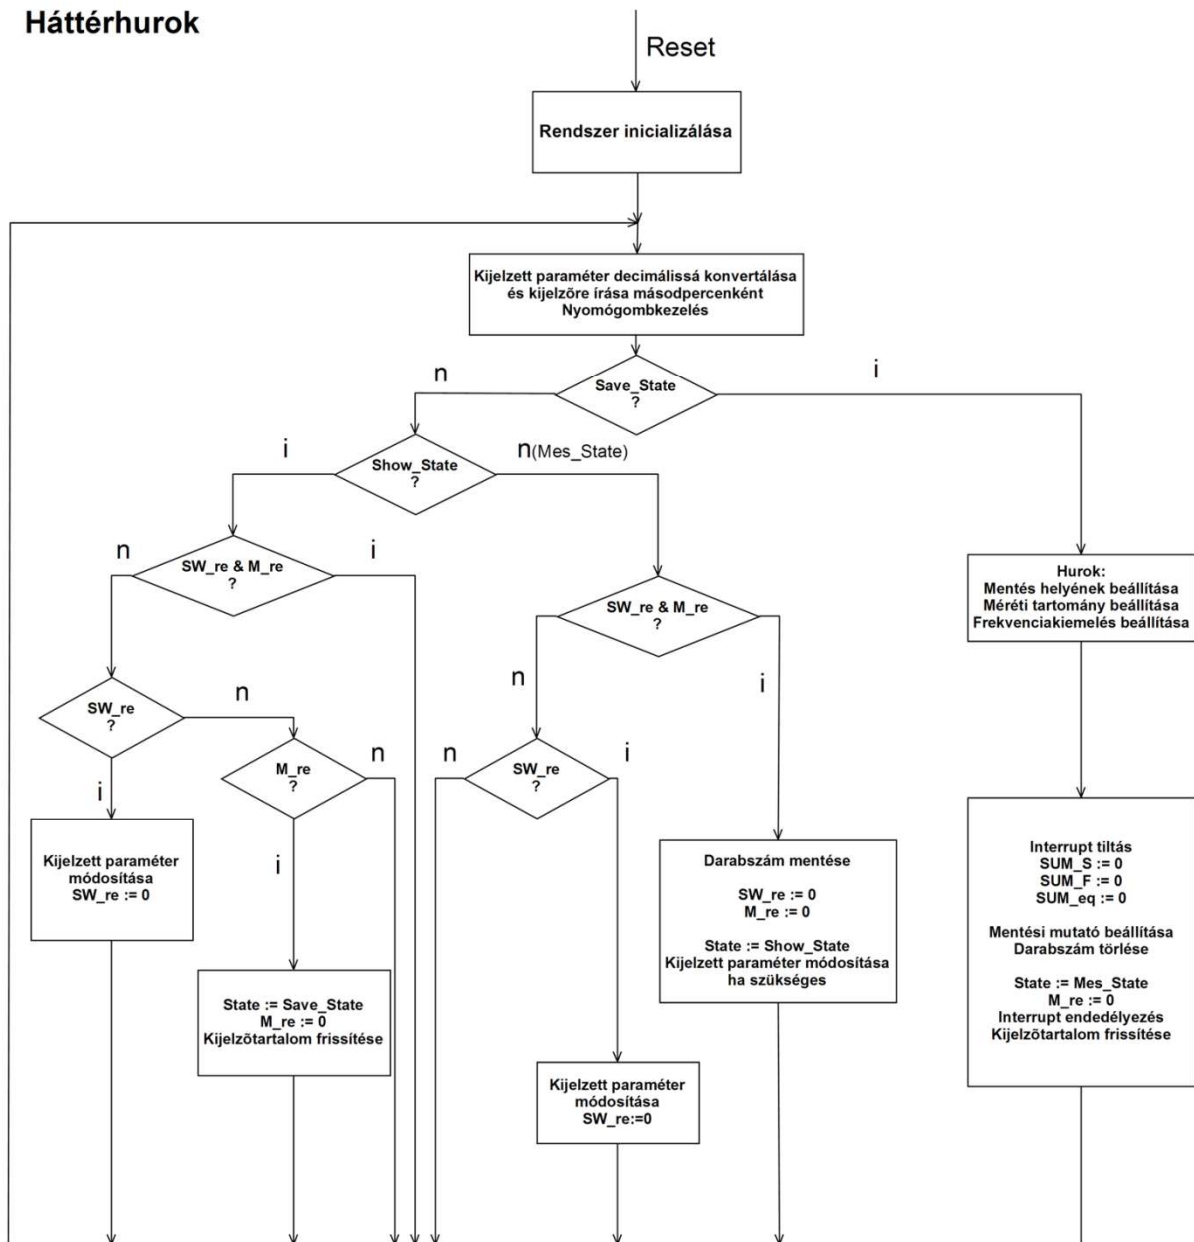 Háttérhurok
Reset
Rendszer inicializálása
Kijelzett paraméter decimálissá konvertálása
és kijelzõre írása másodpercenként
Nyomógombkezelés
n
Save_State
?
i
i
Show_State
?
n(Mes_State)
n
SW_re & M_re
?
i
SW_re & M_re
?
Hurok:
Mentés helyének beállítása
Méréti tartomány beállítása
Frekvenciakiemelés beállítása
n
i
SW_re
?
n
M_re
?
n
n
SW_re
?
i
i
i
Kijelzett paraméter
módosítása
SW_re := 0
Darabszám mentése
SW_re := 0
M_re := 0
State := Show_State
Kijelzett paraméter módosítása
ha szükséges
Interrupt tiltás
SUM_S := 0
SUM_F := 0
SUM_eq := 0
Mentési mutató beállítása
Darabszám törlése
State := Mes_State
M_re := 0
Interrupt endedélyezés
Kijelzõtartalom frissítése
State := Save_State
M_re := 0
Kijelzõtartalom frissítése
Kijelzett paraméter
módosítása
SW_re:=0